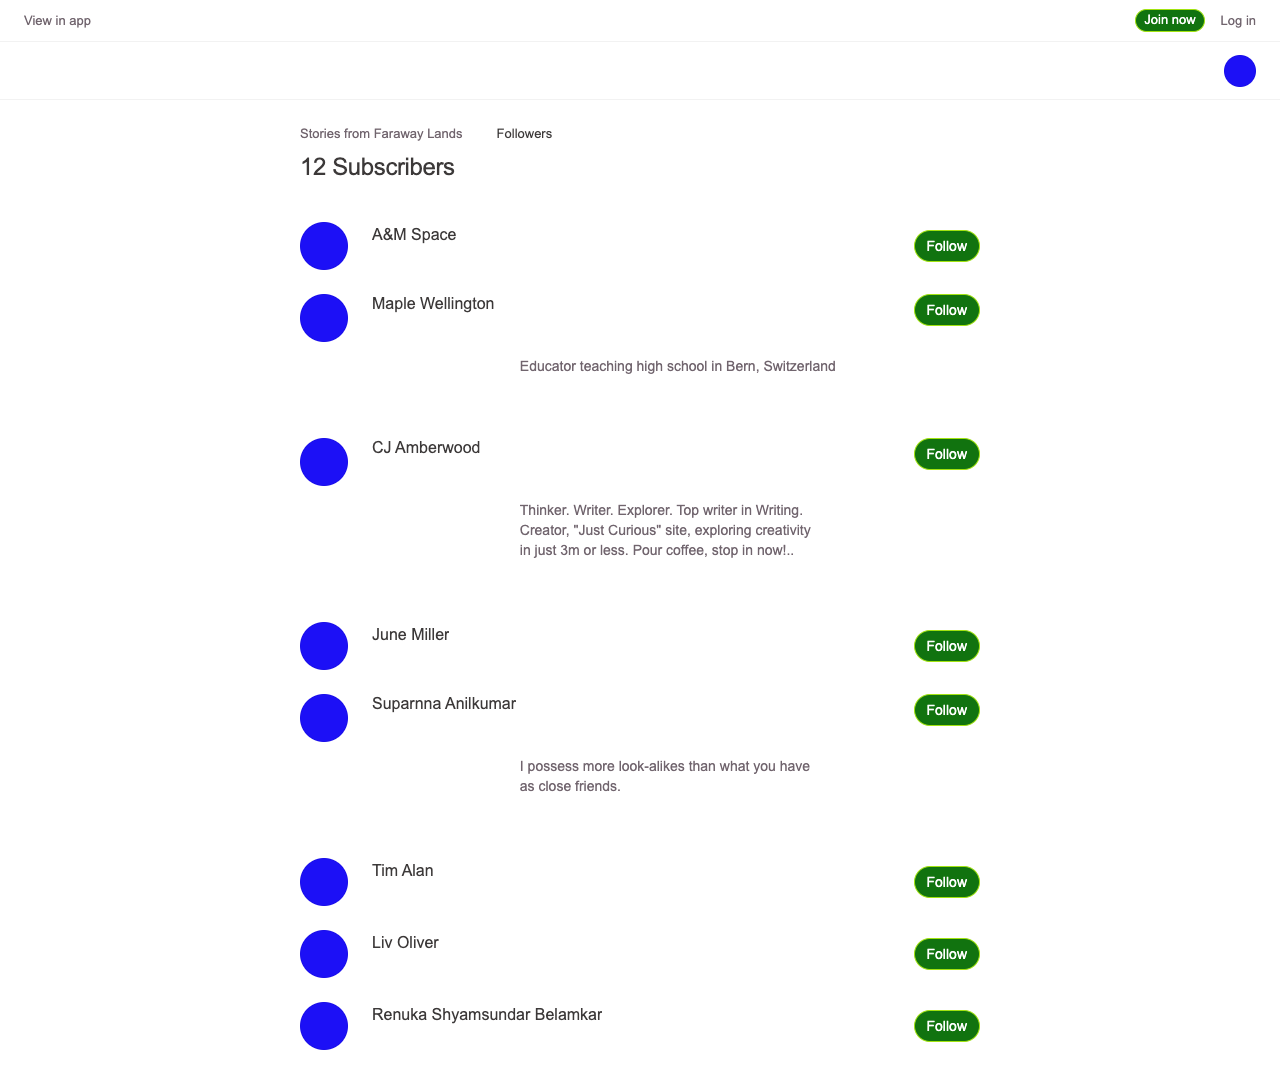 View in app
Join now
Log in
Stories from Faraway Lands
Followers
12 Subscribers
A&M Space
Follow
Maple Wellington
Follow
Educator teaching high school in Bern, Switzerland
CJ Amberwood
Follow
Thinker. Writer. Explorer. Top writer in Writing.
Creator, "Just Curious" site, exploring creativity
in just 3m or less. Pour coffee, stop in now!..
June Miller
Follow
Suparnna Anilkumar
Follow
I possess more look-alikes than what you have
as close friends.
Tim Alan
Follow
Liv Oliver
Follow
Renuka Shyamsundar Belamkar
Follow